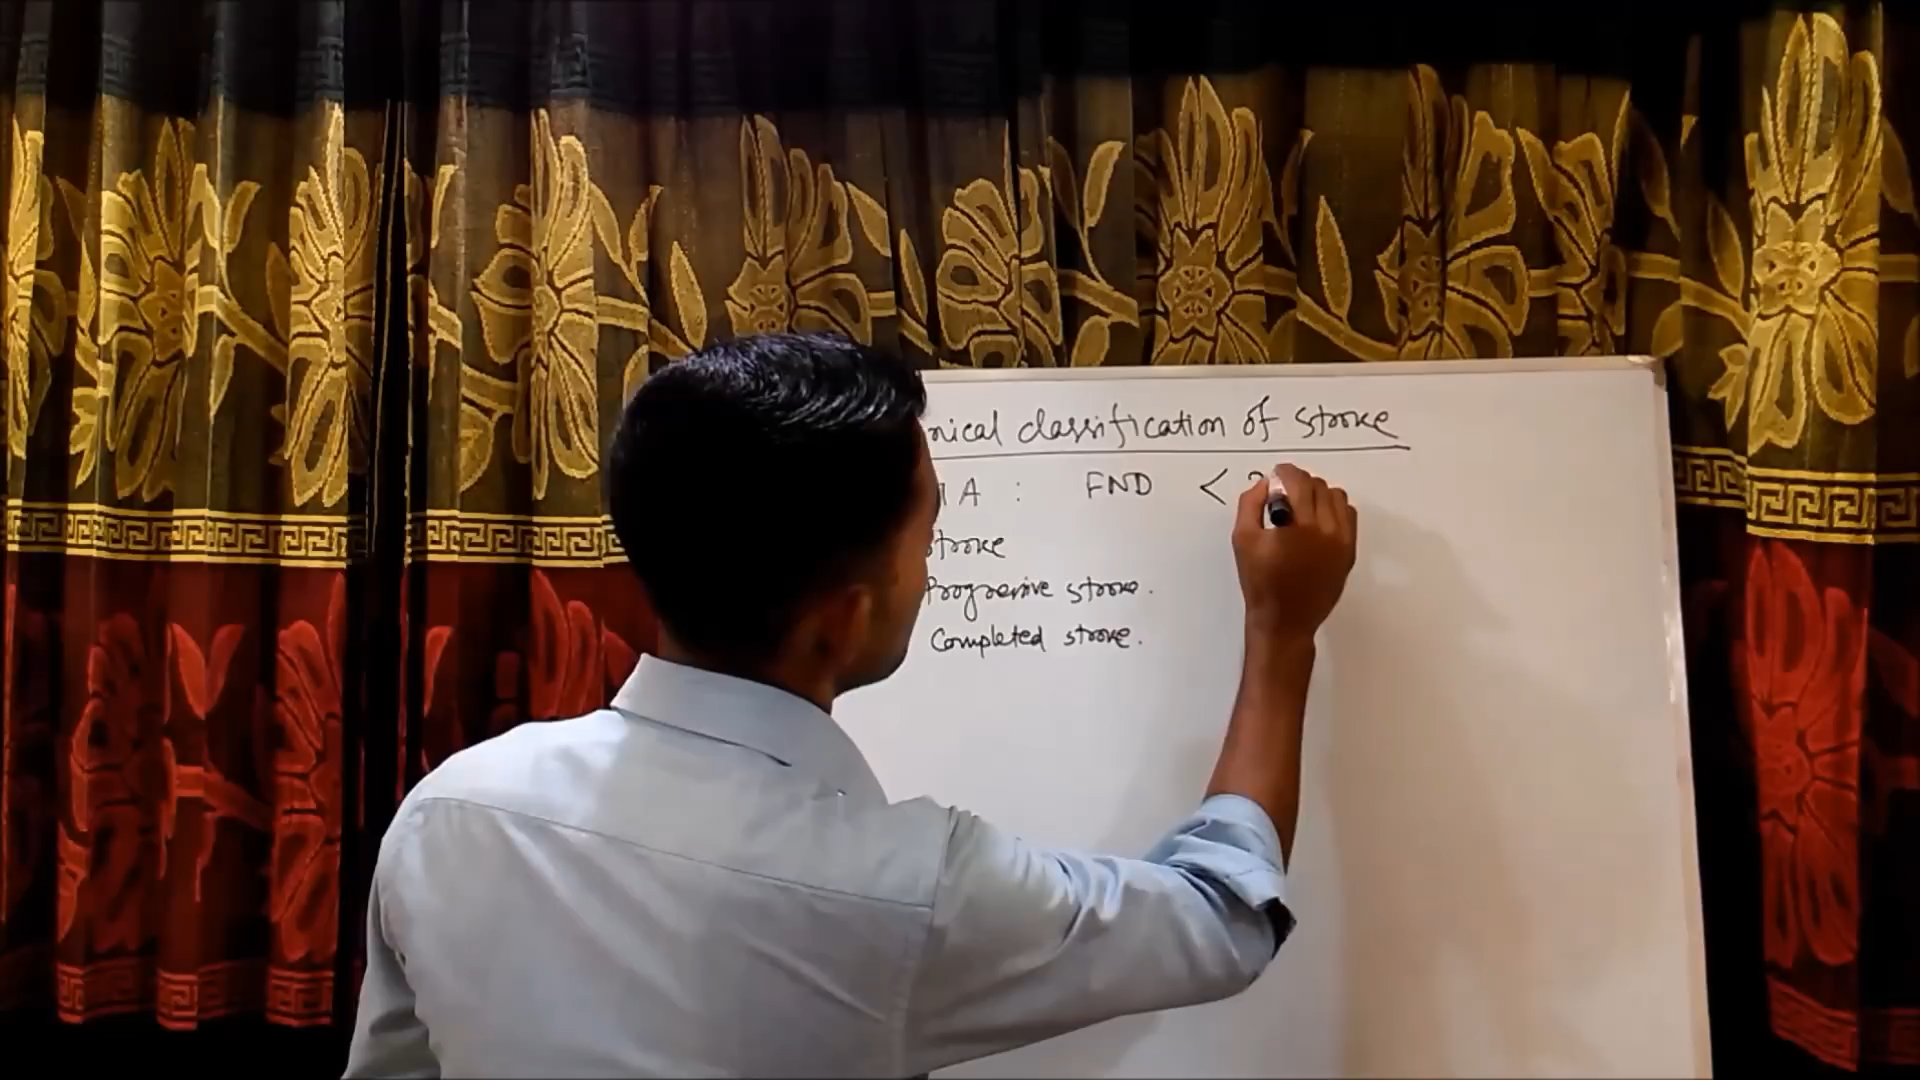 nical classification of stroke
A : FND <
stroke
Progressive stroke.
Completed stroke.